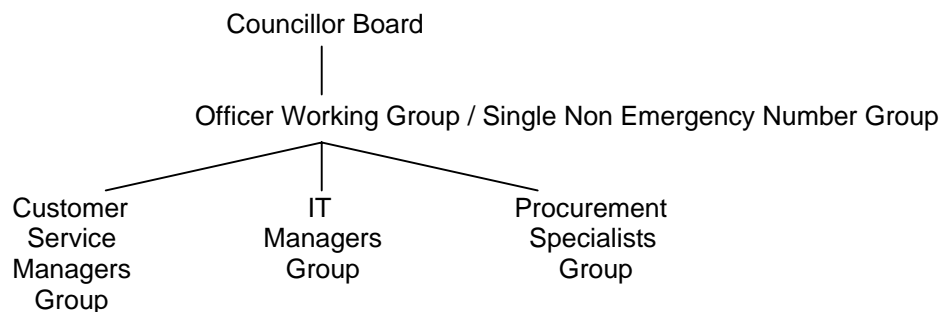 Councillor Board
Officer Working Group / Single Non Emergency Number Group
Customer
Service
Managers
Group
IT
Managers
Group
Procurement
Specialists
Group